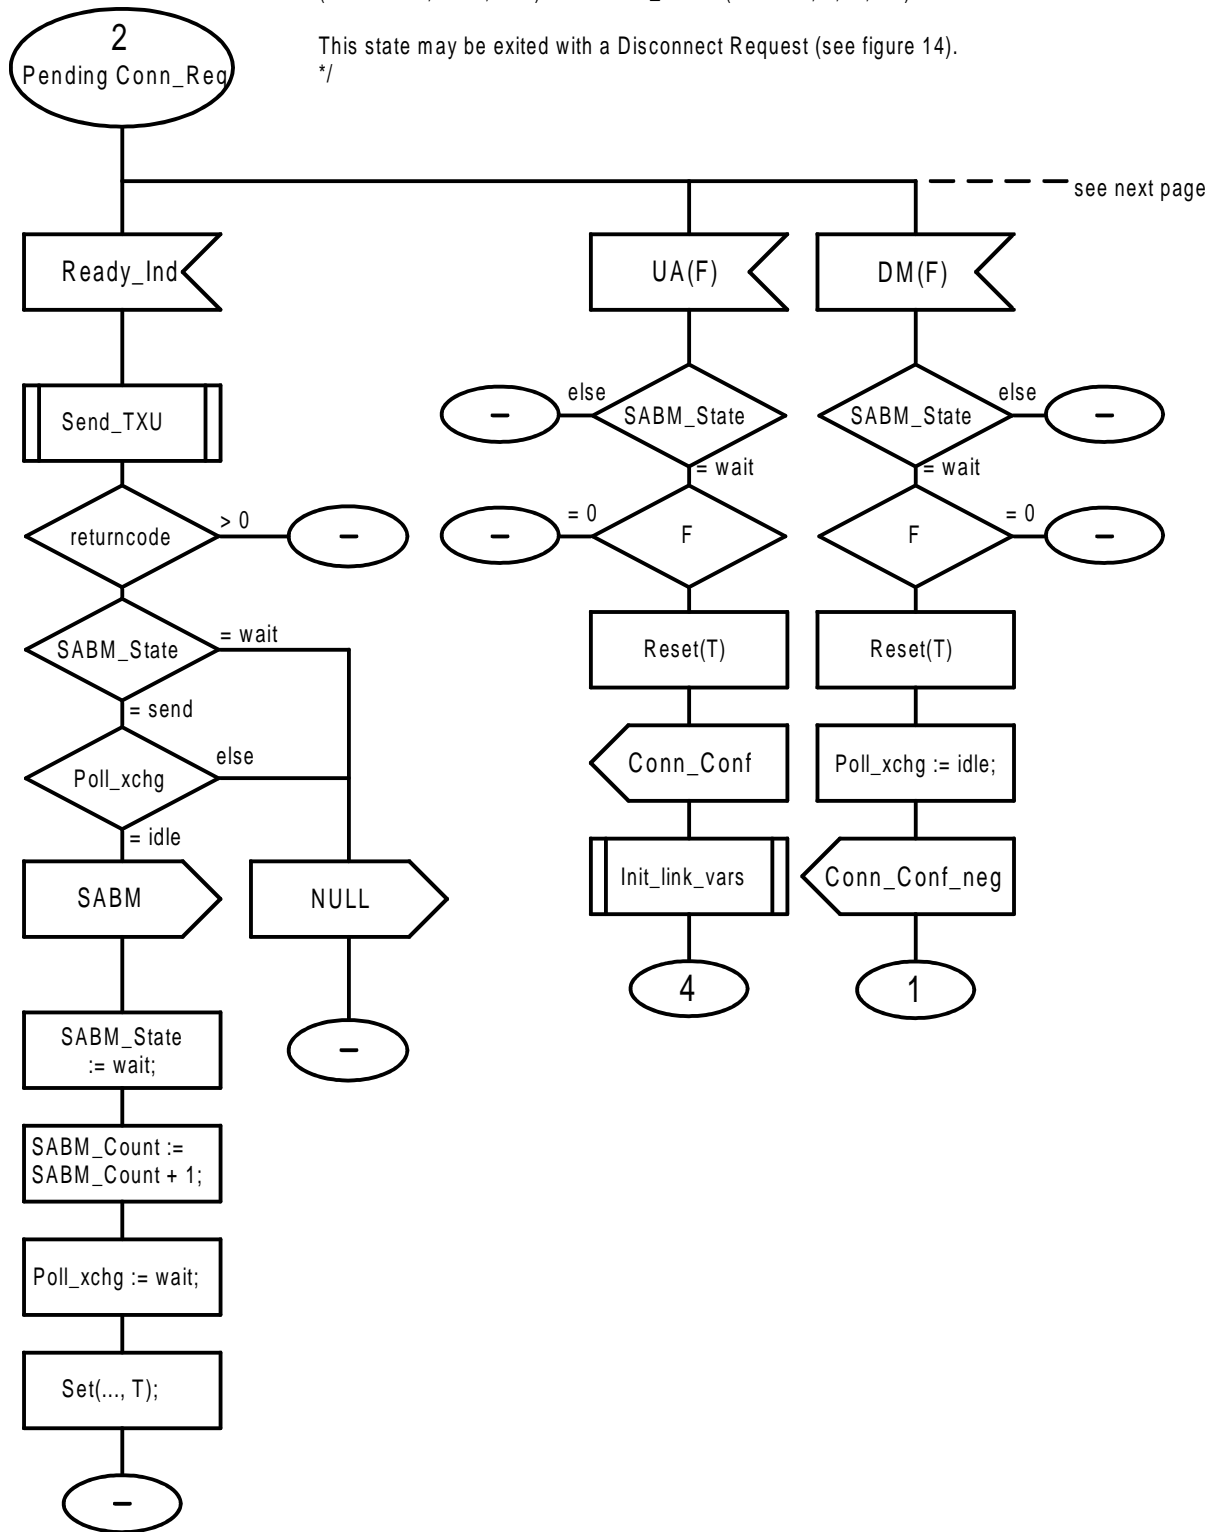 This state may be exited with a Disconnect Request (see figure 14).
*/
2
Pending Conn_Req
see next page
Ready_Ind
UA(F)
DM(F)
Send_TXU
else
SABM_State
= wait
SABM_State
else
= wait
returncode
> 0
–
–
–
= 0
F
F
= 0
–
–
SABM_State
= wait
= send
Reset(T)
Reset(T)
Poll_xchg
else
= idle
Conn_Conf
Poll_xchg := idle;
SABM
NULL
Init_link_vars
Conn_Conf_neg
4
1
SABM_State
:= wait;
–
SABM_Count :=
SABM_Count + 1;
Poll_xchg := wait;
Set(..., T);
–